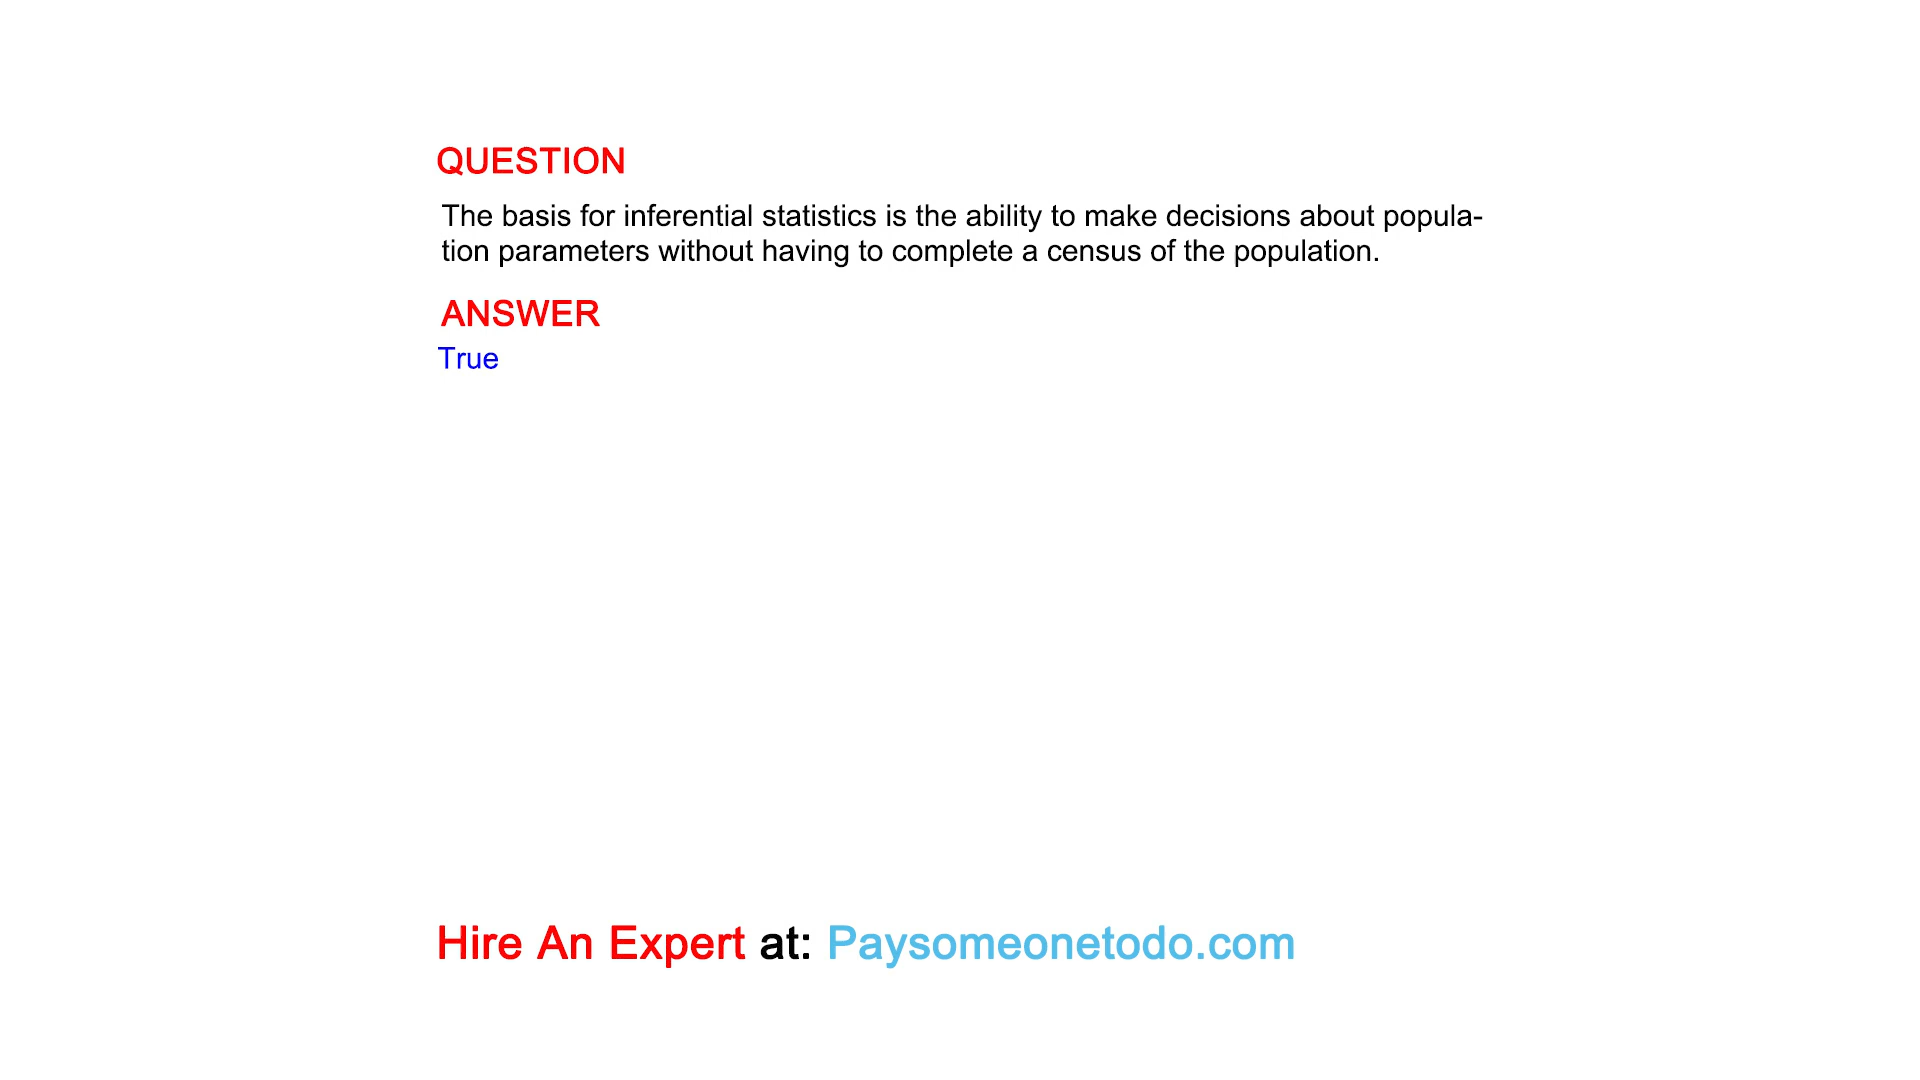 QUESTION
The basis for inferential statistics is the ability to make decisions about popula-
tion parameters without having to complete a census of the population.
ANSWER
True
Hire An Expert at: Paysomeonetodo.com